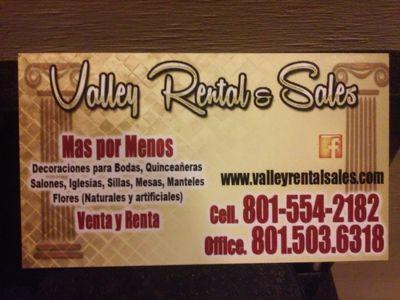 Valley Rental & Sales
Mas por Menos
Decoraciones para Bodas, Quinceañeras
Salones, Iglesias, Sillas, Mesas, Manteles
Flores (Naturales y artificiales)
Venta y Renta
f
www.valleyrentalsales.com
Cell. 801-554-2182
Office. 801.503.6318